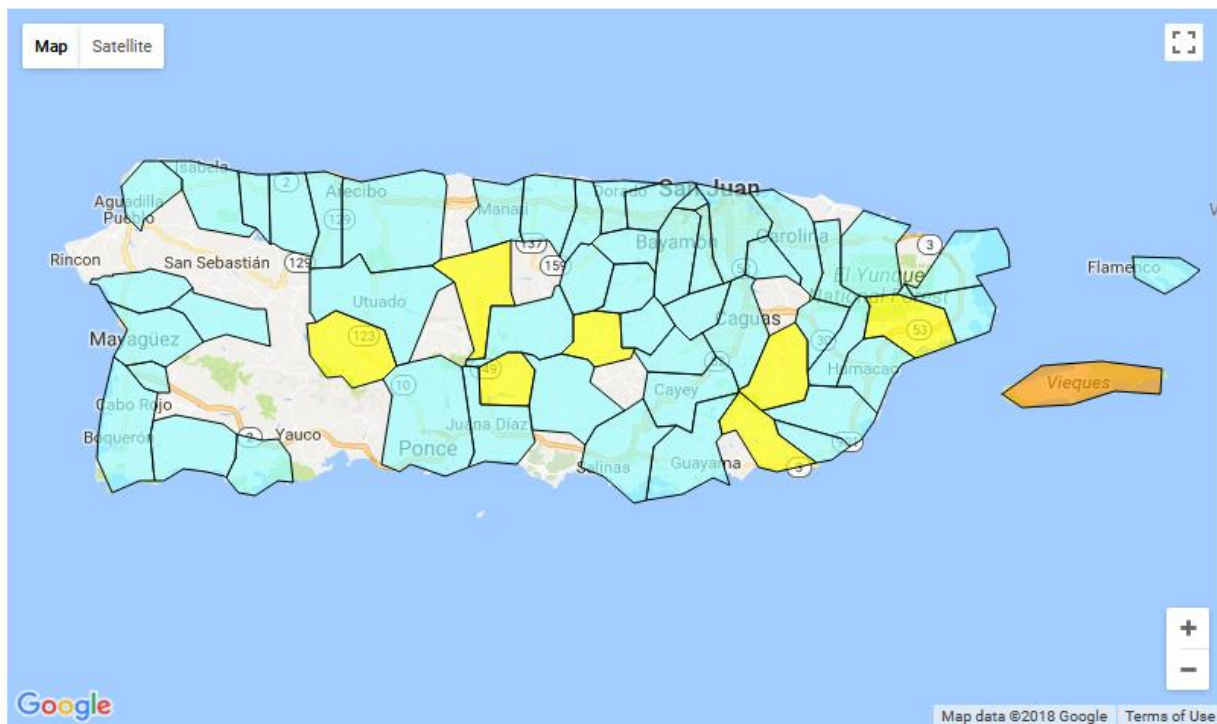 Map Satellite
Isabela
2
Arecibo
San Juan
Dorado
Aguadilla
Pueblo
129
Manatí
Carolina
137
Bayamón
3
Rincon
San Sebastián
129
159
52
Flamenco
El Yunque
National Forest
Utuado
Caguas
Mayagüez
123
30
53
149
Humacao
Vieques
10
Cayey
Cabo Rojo
Juana Díaz
Boquerón
2
Yauco
Ponce
Salinas
Guayama
3
Google
Map data ©2018 Google Terms of Use